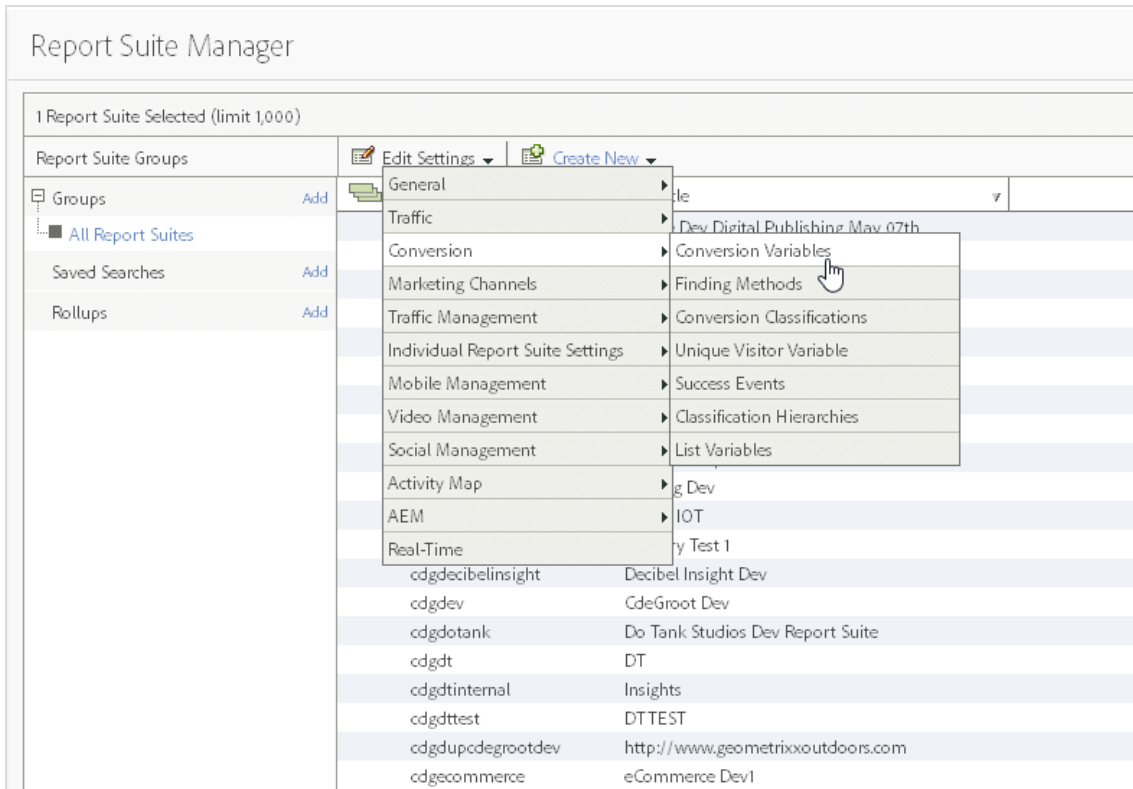 Report Suite Manager
1 Report Suite Selected (limit 1,000)
Report Suite Groups
Edit Settings
Create New
Groups
Add
All Report Suites
Saved Searches
Add
Rollups
Add
General
Traffic
Conversion
Marketing Channels
Traffic Management
Individual Report Suite Settings
Mobile Management
Video Management
Social Management
Activity Map
AEM
Real-Time
Conversion Variables
Finding Methods
Conversion Classifications
Unique Visitor Variable
Success Events
Classification Hierarchies
List Variables
Dev Digital Publishing May 07th
Dev
IOT
Test 1
cdgdecibelinsight Decibel Insight Dev
cdgdev CdeGroot Dev
cdgdotank Do Tank Studios Dev Report Suite
cdgdt DT
cdgdtinternal Insights
cdgdttest DTTEST
cdgdupcdegrootdev http://www.geometrixxoutdoors.com
cdgecommerce eCommerce Dev1